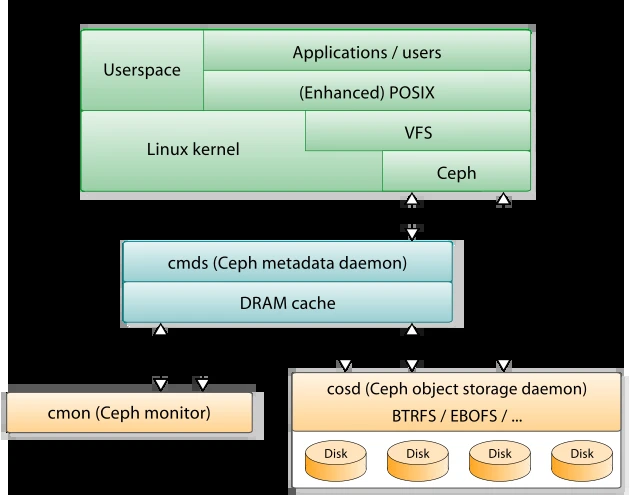 Userspace
Applications / users
(Enhanced) POSIX
Linux kernel
VFS
Ceph
cmds (Ceph metadata daemon)
DRAM cache
cmon (Ceph monitor)
cosd (Ceph object storage daemon)
BTRFS / EBOFS / ...
Disk
Disk
Disk
Disk